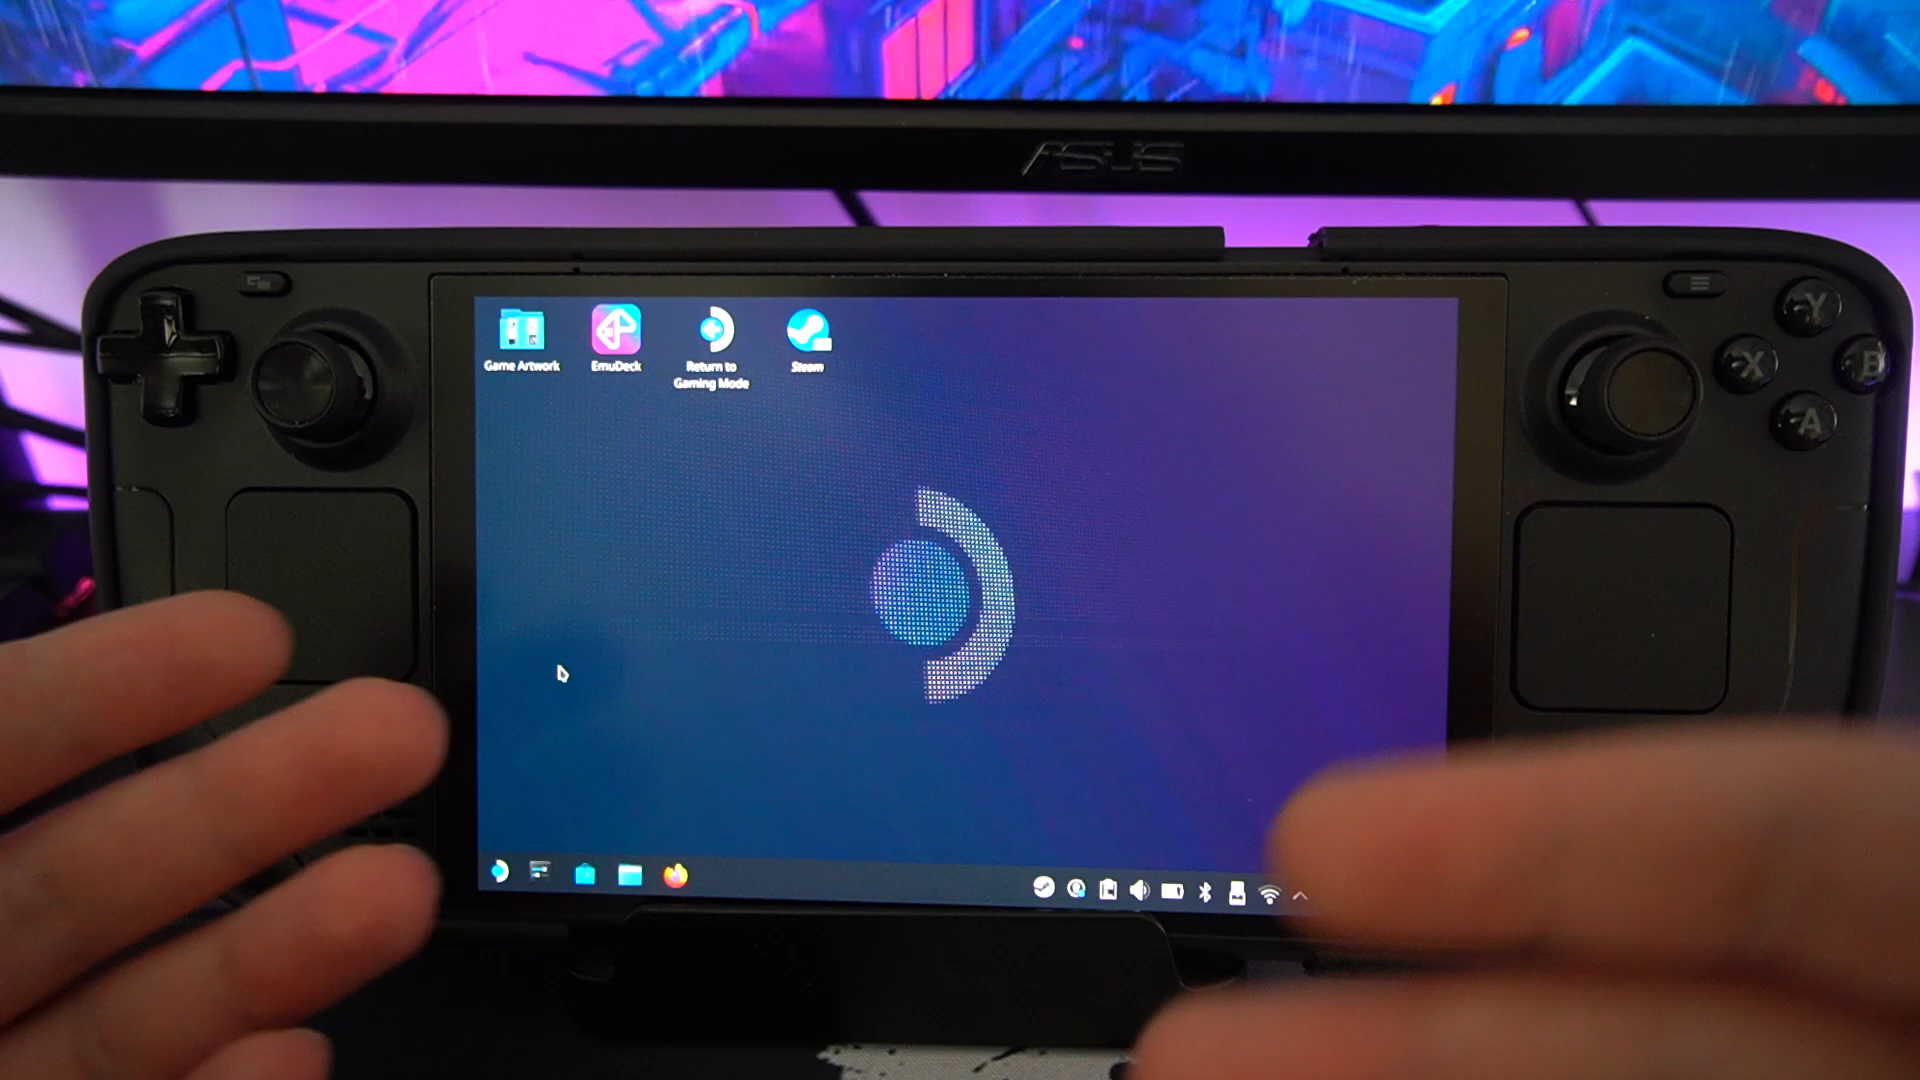 ASUS
Game Artwork
EmuDeck
Return to
Gaming Mode
Steam
Y
X
B
A